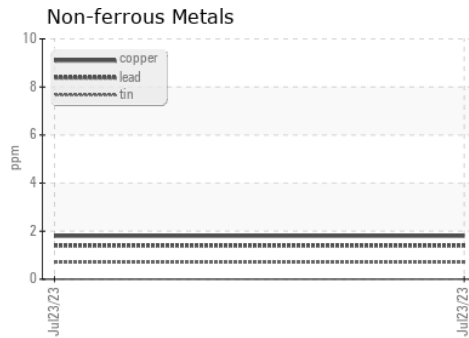 Non-ferrous Metals
10
copper
lead
tin
8
6
ppm
4
2
0
Jul23/23
Jul23/23